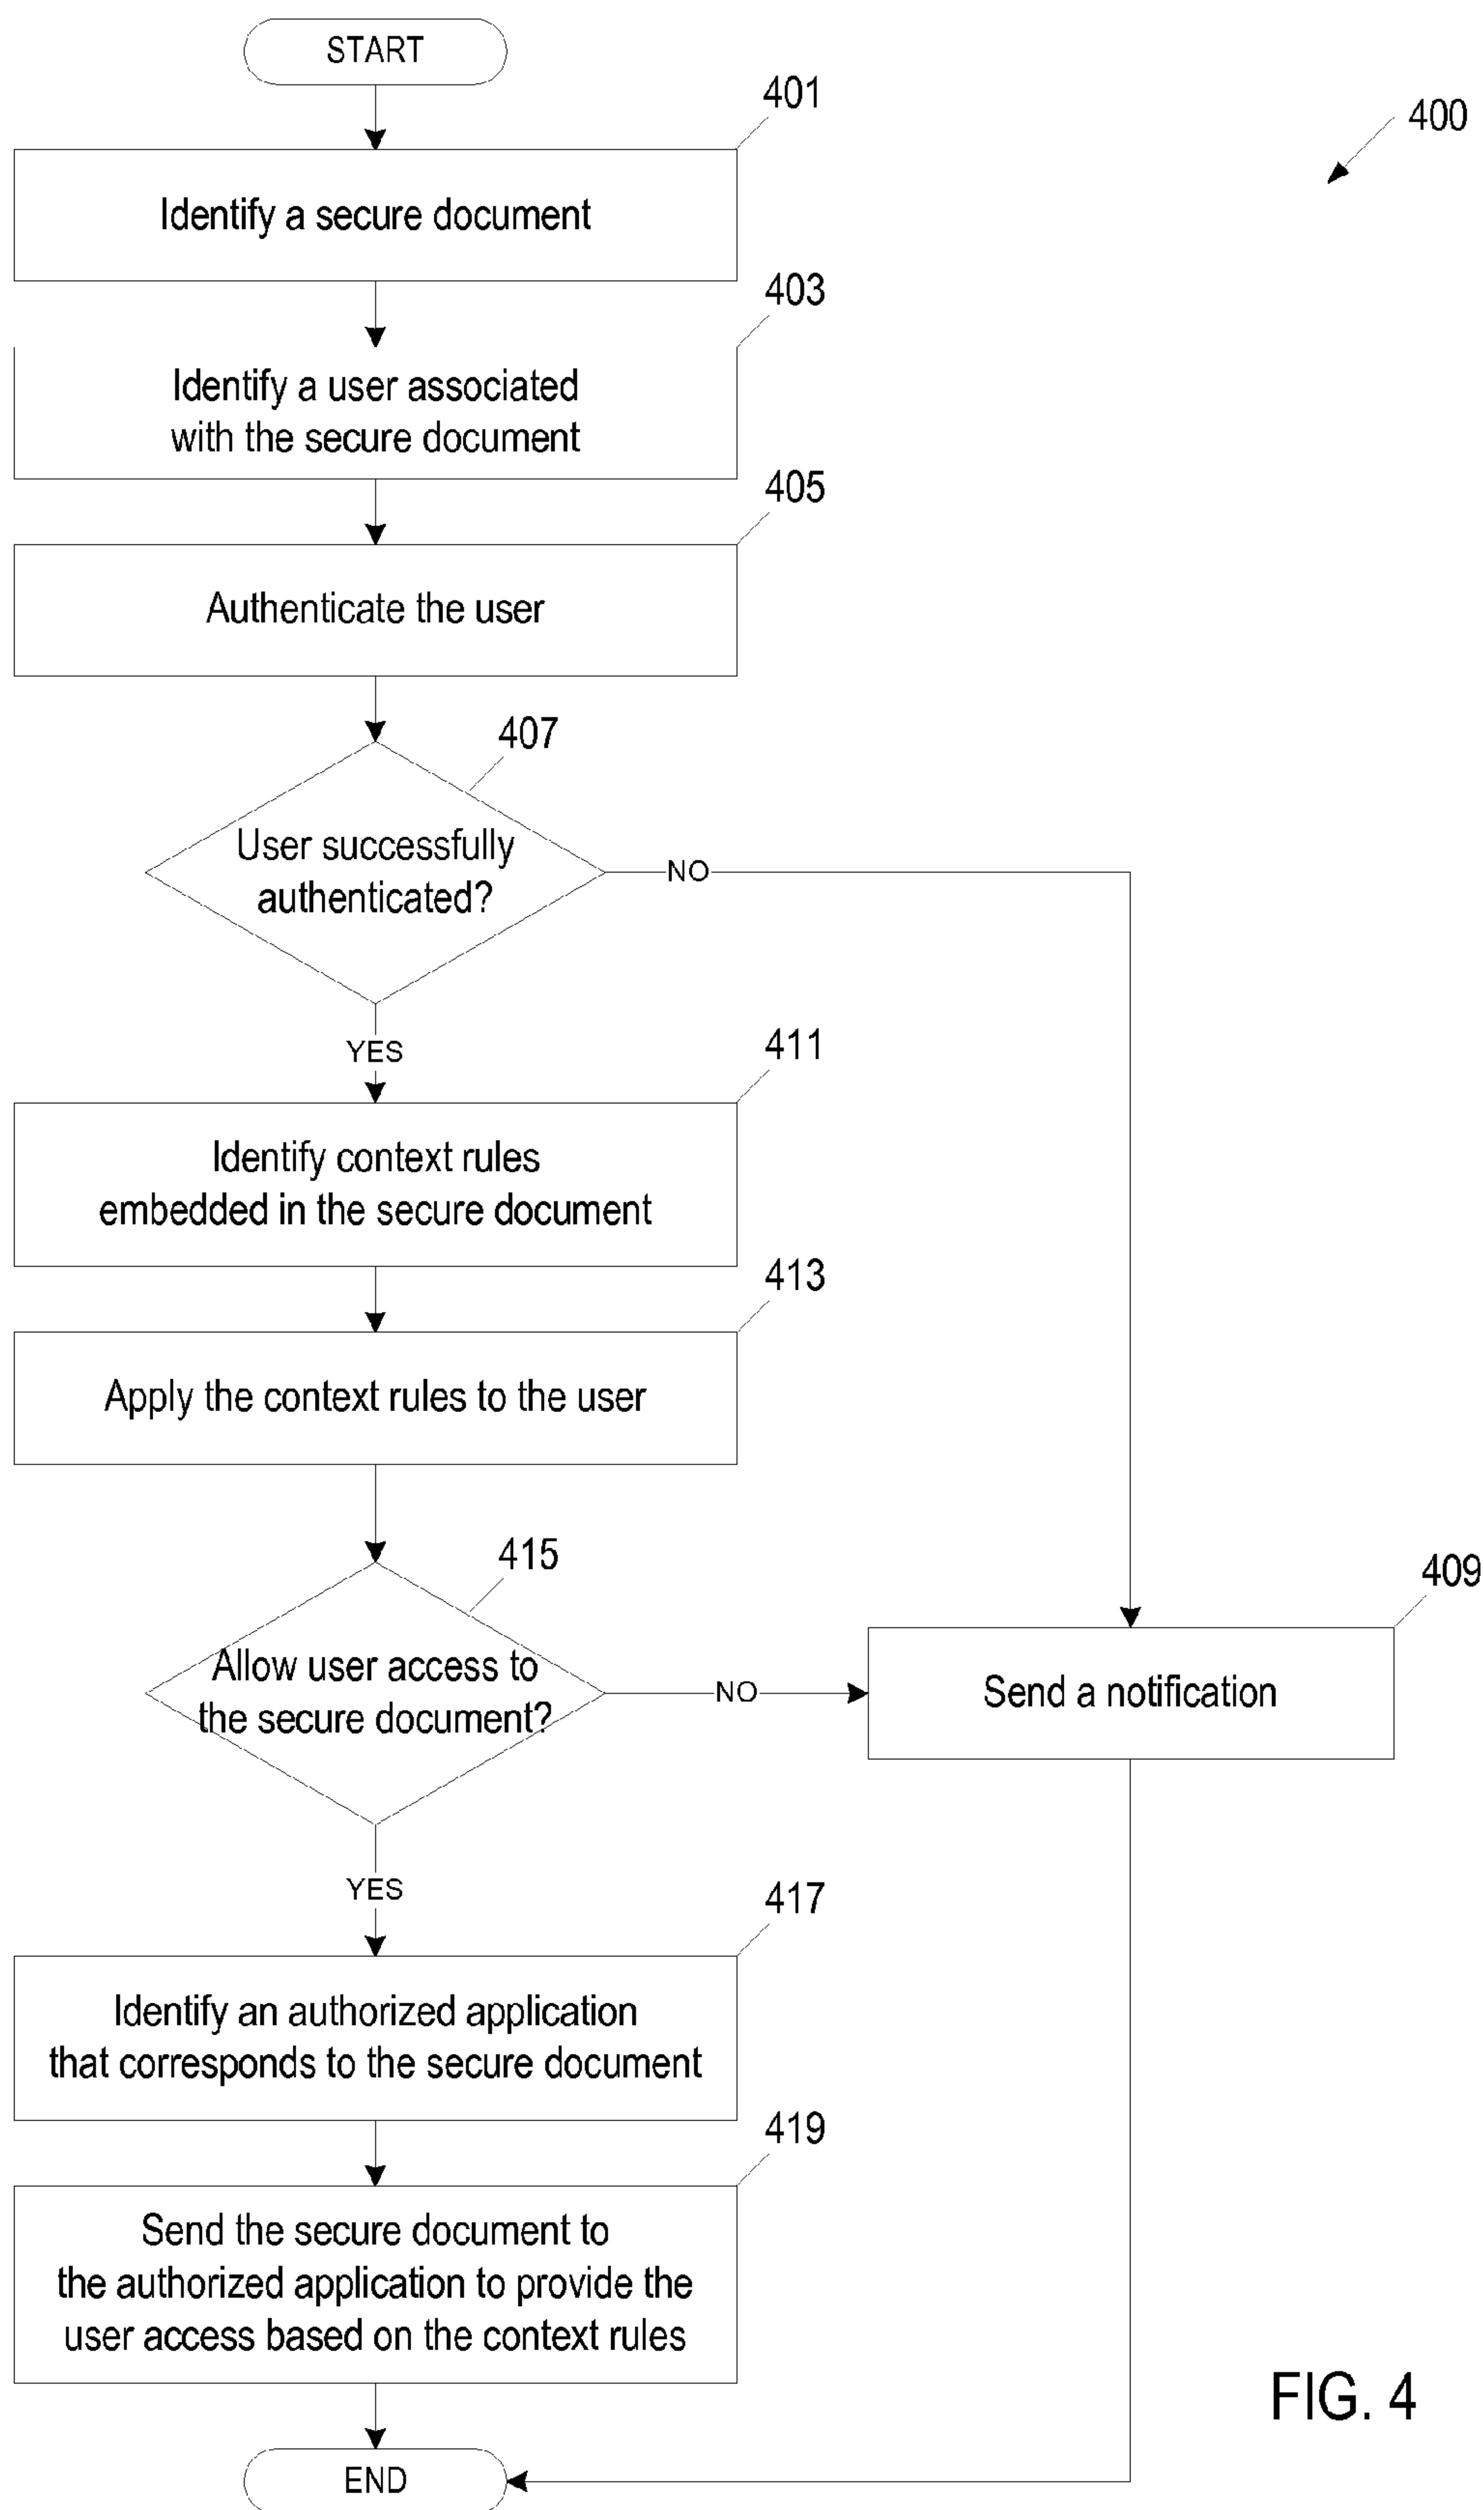 START
401
400
Identify a secure document
403
Identify a user associated
with the secure document
405
Authenticate the user
407
User successfully
authenticated?
NO
YES
411
Identify context rules
embedded in the secure document
413
Apply the context rules to the user
415
409
Allow user access to
the secure document?
NO
Send a notification
YES
417
Identify an authorized application
that corresponds to the secure document
419
Send the secure document to
the authorized application to provide the
user access based on the context rules
FIG. 4
END